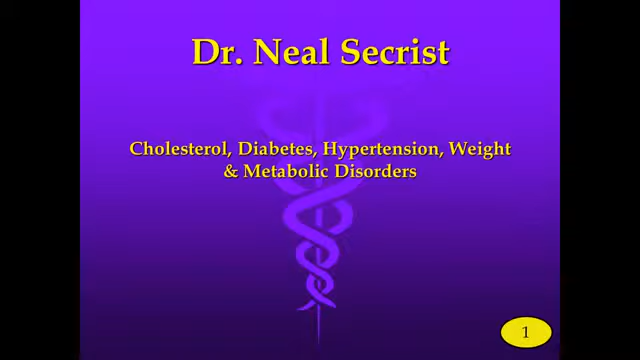 Dr. Neal Secrist
Cholesterol, Diabetes, Hypertension, Weight
& Metabolic Disorders
1